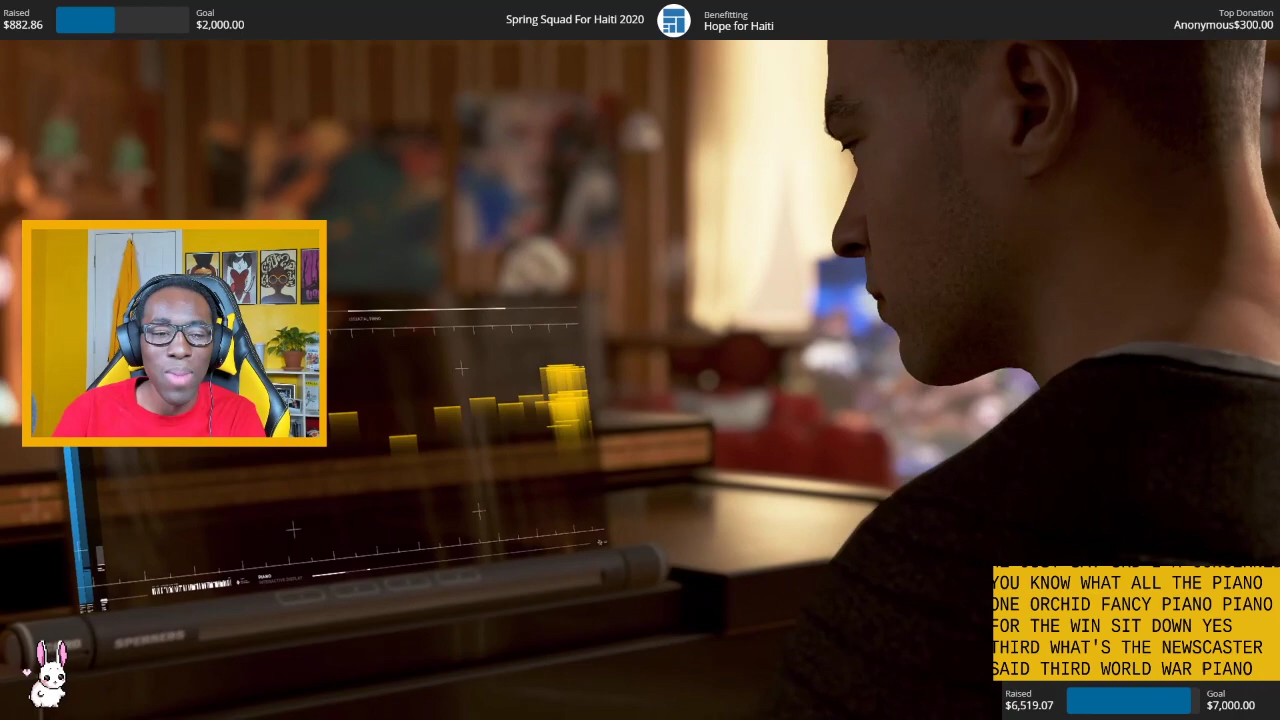 Raised
$882.86
Goal
$2,000.00
Spring Squad For Haiti 2020
Benefitting
Hope for Haiti
Top Donation
Anonymous$300.00
SPERNERS
YOU KNOW WHAT ALL THE PIANO
ONE ORCHID FANCY PIANO PIANO
FOR THE WIN SIT DOWN YES
THIRD WHAT'S THE NEWSCASTER
SAID THIRD WORLD WAR PIANO
Raised
$6,519.07
Goal
$7,000.00